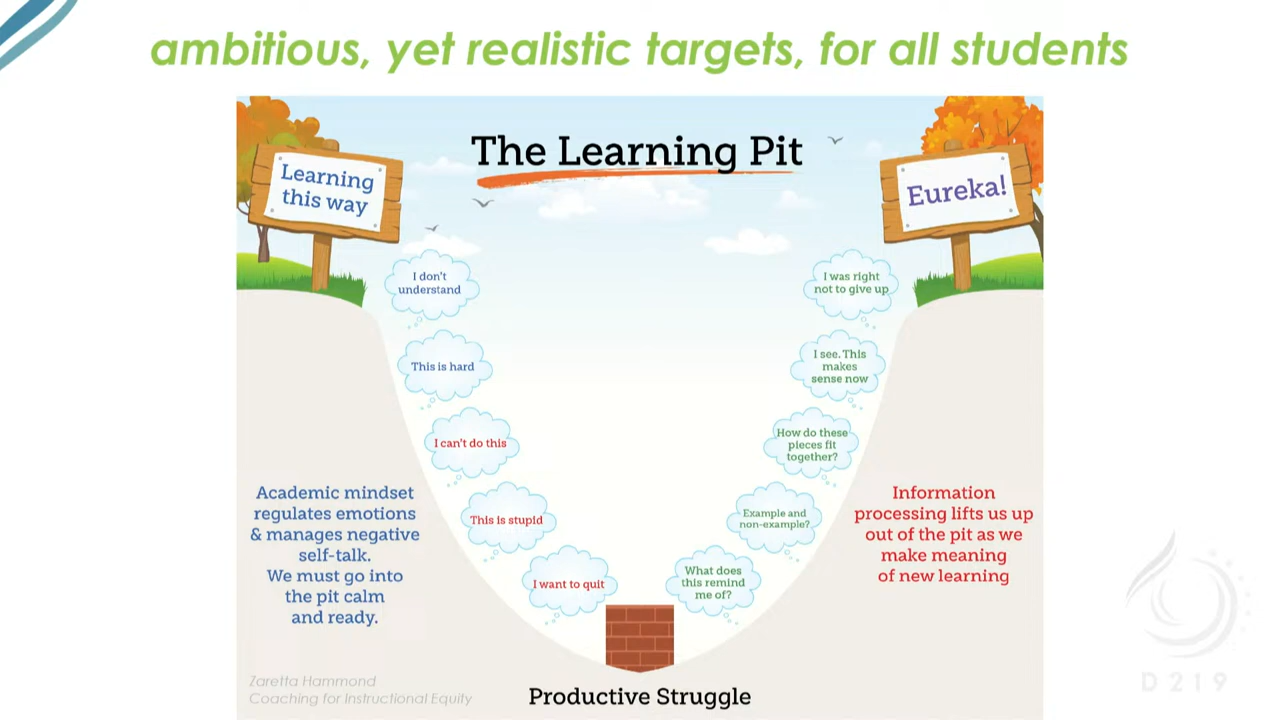 ambitious, yet realistic targets, for all students
The Learning Pit
Learning
this way
Eureka!
I don't
understand
This is hard
I can't do this
This is stupid
I want to quit
What does
this remind
me of?
Example and
non-example?
How do these
pieces fit
together?
I see. This
makes
sense now
I was right
not to give up
Academic mindset
regulates emotions
& manages negative
self-talk.
We must go into
the pit calm
and ready.
Information
processing lifts us up
out of the pit as we
make meaning
of new learning
Zaretta Hammond
Coaching for Instructional Equity
Productive Struggle
D219